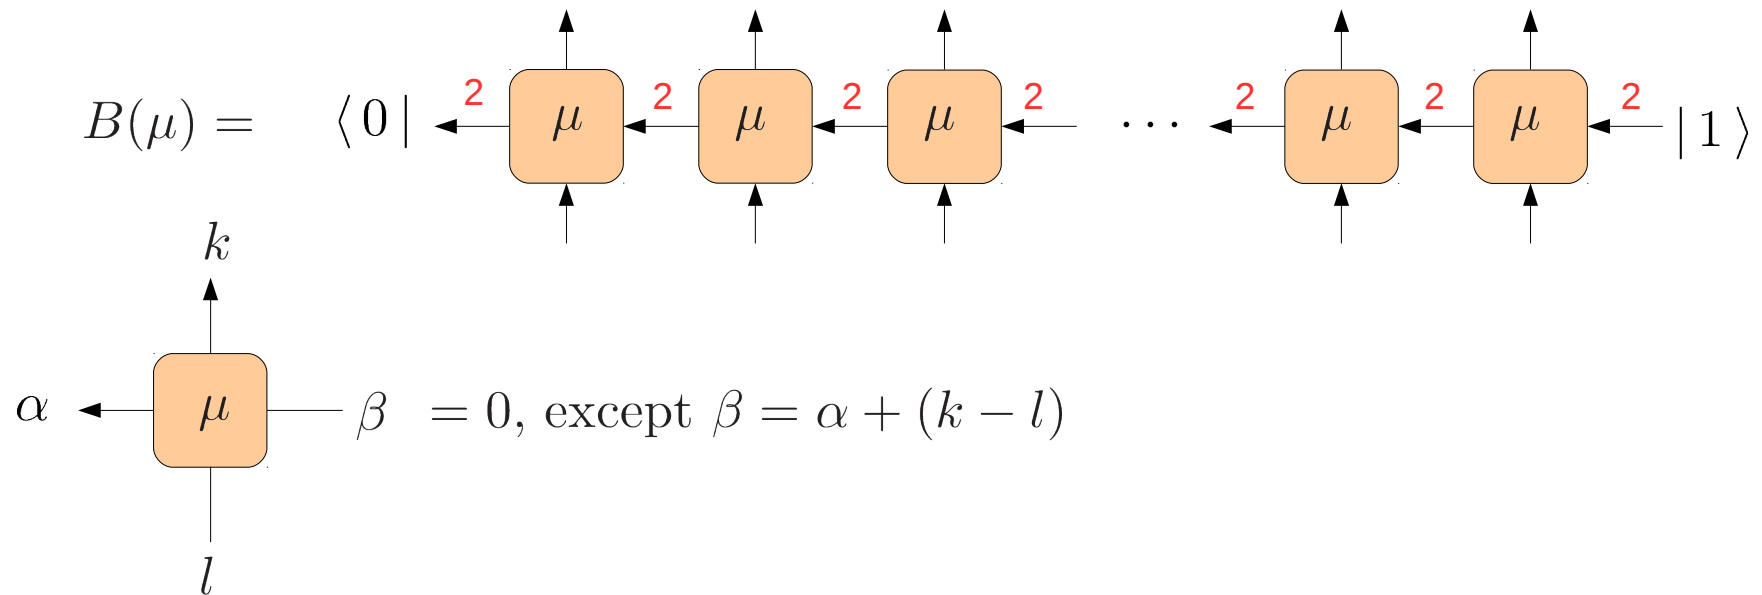 B(μ) = ⟨ 0 | 2 μ 2 μ 2 μ 2 ··· 2 μ 2 μ 2 | 1 ⟩
k
α μ β = 0, except β = α + (k − l)
l